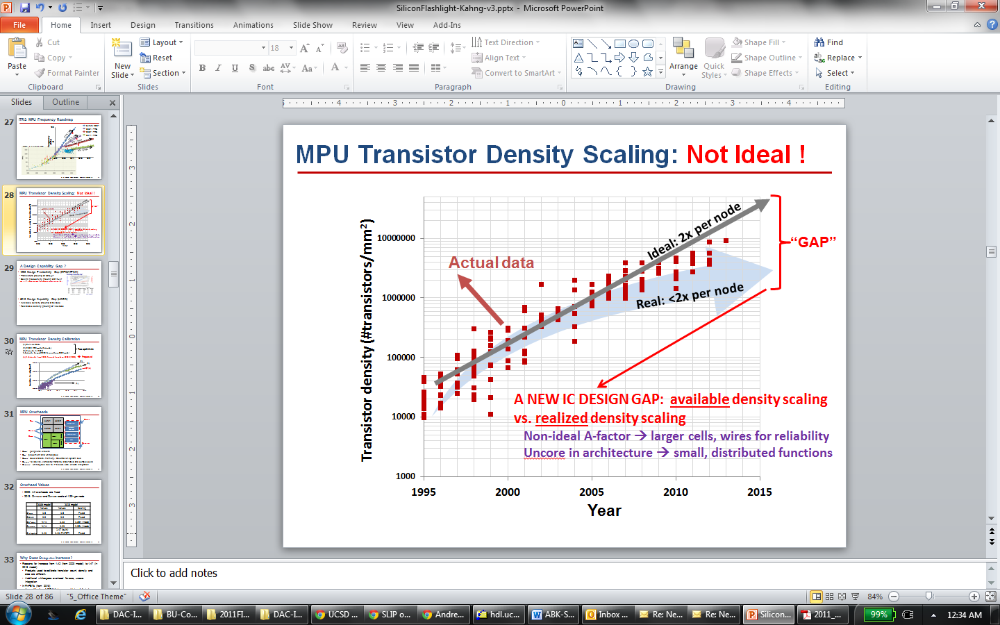 SiliconFlashlight-Kahng-v3.pptx - Microsoft PowerPoint
File Home Insert Design Transitions Animations Slide Show Review View Add-Ins
Paste
Cut
Copy
Format Painter
Clipboard
New
Slide
Layout
Reset
Section
Slides
18
Font
Text Direction
Align Text
Convert to SmartArt
Paragraph
Arrange
Quick
Styles
Shape Fill
Shape Outline
Shape Effects
Drawing
Find
Replace
Select
Editing
Slides Outline
27
ITRS MPU Frequency Roadmap
28
MPU Transistor Density Scaling: Not Ideal !
29
A Design Capability Gap ?
30
MPU Transistor Density Calibration
31
MPU Overheads
32
Overhead Values
33
MPU Transistor Density Scaling: Not Ideal !
Transistor density (#transistors/mm2)
10000000
1000000
100000
10000
1000
1995 2000 2005 2010 2015
Year
Actual data
Ideal: 2x per node
Real: <2x per node
“GAP”
A NEW IC DESIGN GAP: available density scaling
vs. realized density scaling
Non-ideal A-factor → larger cells, wires for reliability
Uncore in architecture → small, distributed functions
Click to add notes
Slide 28 of 86 "5_Office Theme" 84%
DAC-I... BU-Co... 2011FI... DAC-I... UCSD ... SLIP o... Andre... hdl.uc... ABK-S... Inbox ... Re: Ne... Re: Ne... Silicon... 2011_... 99% 12:34 AM